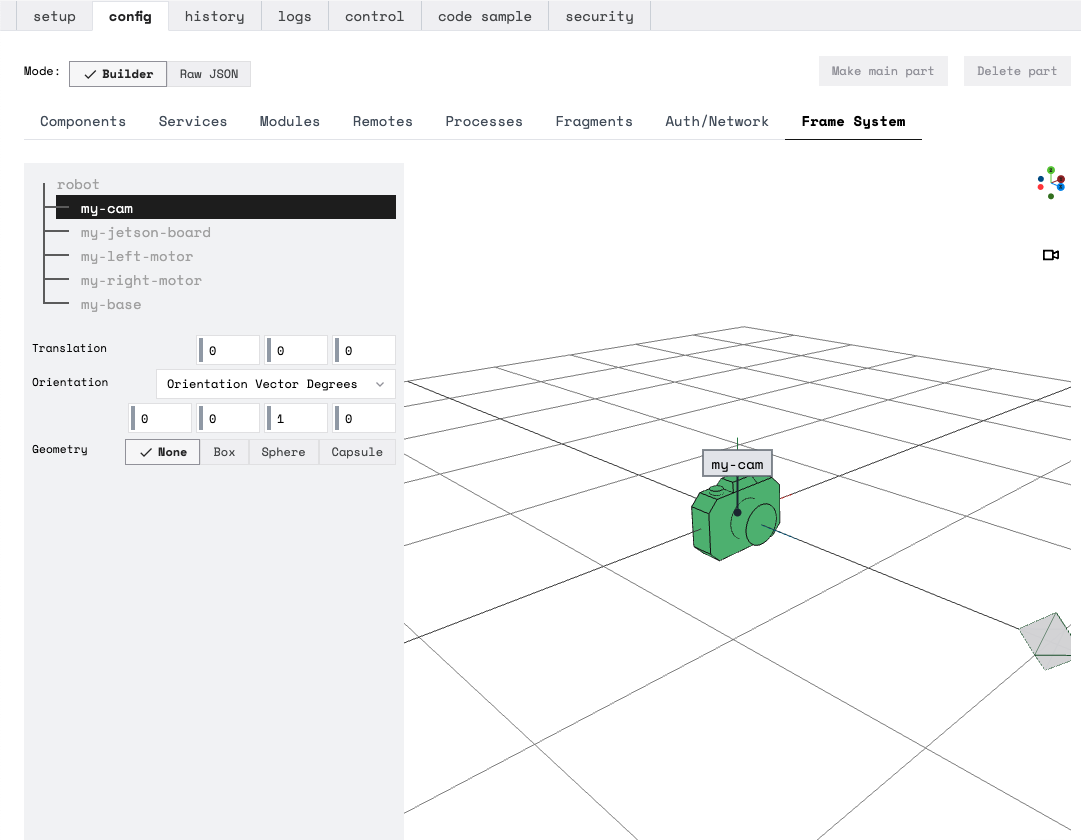 setup config history logs control code sample security
Mode: Builder Raw JSON Make main part Delete part
Components Services Modules Remotes Processes Fragments Auth/Network Frame System
robot
my-cam
my-jetson-board
my-left-motor
my-right-motor
my-base
Translation 0 0 0
Orientation Orientation Vector Degrees
0 0 1 0
Geometry None Box Sphere Capsule
my-cam